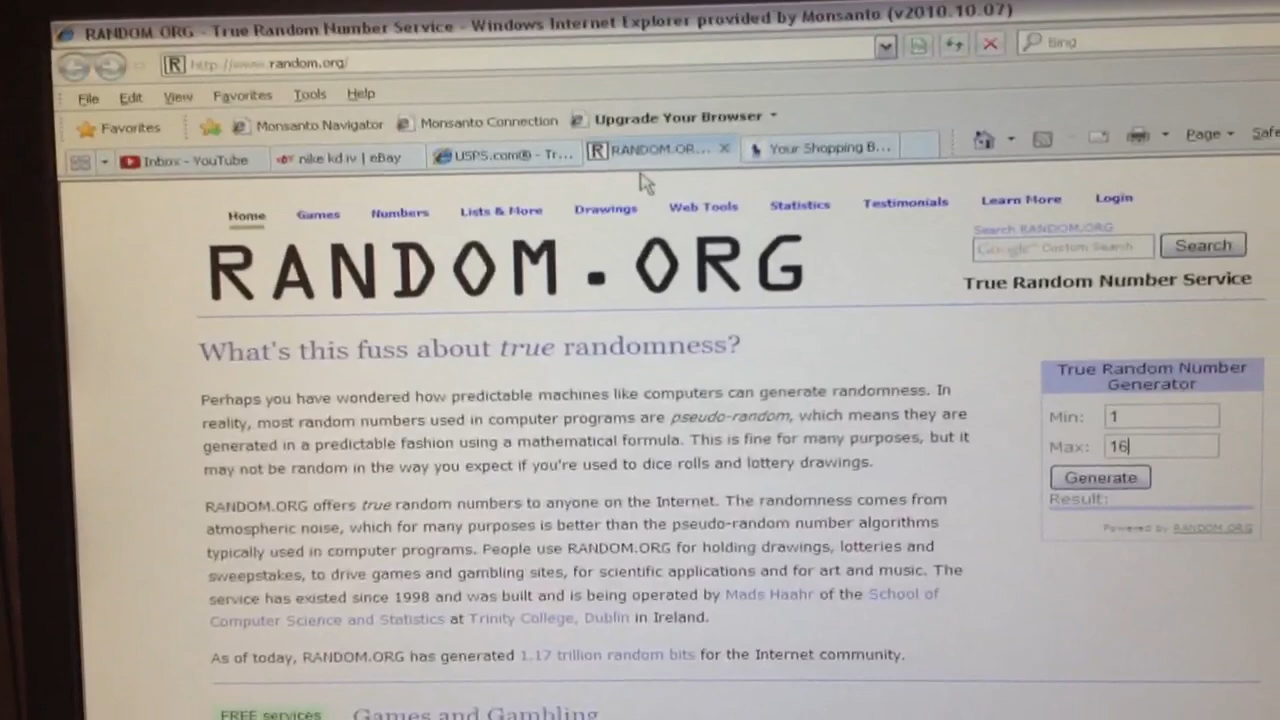 RANDOM.ORG - True Random Number Service - Windows Internet Explorer provided by Monsanto (v2010.10.07)
http://www.random.org/
Bing
File Edit View Favorites Tools Help
Favorites Monsanto Navigator Monsanto Connection Upgrade Your Browser
Inbox - YouTube nike kd iv | eBay USPS.com® - Tr... RANDOM.OR... Your Shopping B... Page Safe
Home Games Numbers Lists & More Drawings Web Tools Statistics Testimonials Learn More Login
RANDOM.ORG
Search RANDOM.ORG
Google™ Custom Search Search
True Random Number Service
What's this fuss about true randomness?
Perhaps you have wondered how predictable machines like computers can generate randomness. In
reality, most random numbers used in computer programs are pseudo-random, which means they are
generated in a predictable fashion using a mathematical formula. This is fine for many purposes, but it
may not be random in the way you expect if you're used to dice rolls and lottery drawings.
RANDOM.ORG offers true random numbers to anyone on the Internet. The randomness comes from
atmospheric noise, which for many purposes is better than the pseudo-random number algorithms
typically used in computer programs. People use RANDOM.ORG for holding drawings, lotteries and
sweepstakes, to drive games and gambling sites, for scientific applications and for art and music. The
service has existed since 1998 and was built and is being operated by Mads Haahr of the School of
Computer Science and Statistics at Trinity College, Dublin in Ireland.
As of today, RANDOM.ORG has generated 1.17 trillion random bits for the Internet community.
True Random Number
Generator
Min: 1
Max: 16
Generate
Result:
Powered by RANDOM.ORG
FREE services Games and Gambling